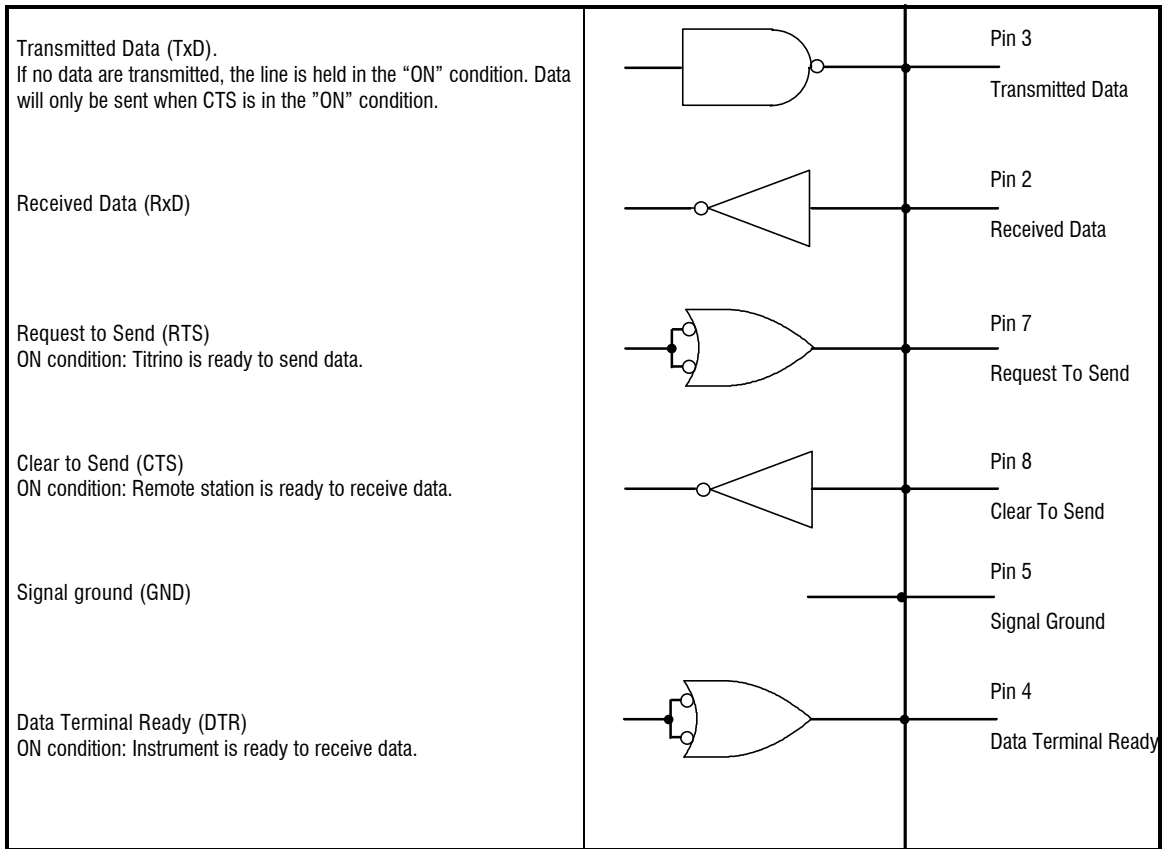 Transmitted Data (TxD).
If no data are transmitted, the line is held in the “ON” condition. Data
will only be sent when CTS is in the ”ON” condition.
Pin 3
Transmitted Data
Received Data (RxD)
Pin 2
Received Data
Request to Send (RTS)
ON condition: Titrino is ready to send data.
Pin 7
Request To Send
Clear to Send (CTS)
ON condition: Remote station is ready to receive data.
Pin 8
Clear To Send
Signal ground (GND)
Pin 5
Signal Ground
Data Terminal Ready (DTR)
ON condition: Instrument is ready to receive data.
Pin 4
Data Terminal Ready